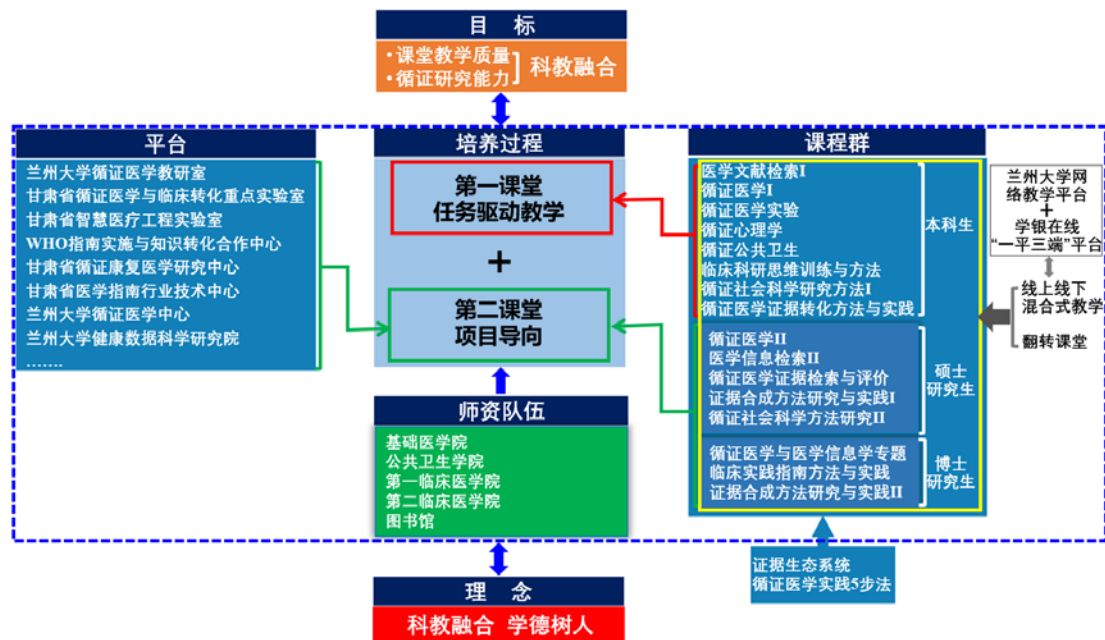 目 标
• 课堂教学质量
• 循证研究能力
科教融合
平台
兰州大学循证医学教研室
甘肃省循证医学与临床转化重点实验室
甘肃省智慧医疗工程实验室
WHO指南实施与知识转化合作中心
甘肃省循证康复医学研究中心
甘肃省医学指南行业技术中心
兰州大学循证医学中心
兰州大学健康数据科学研究院
.......
培养过程
第一课堂
任务驱动教学
+
第二课堂
项目导向
师资队伍
基础医学院
公共卫生学院
第一临床医学院
第二临床医学院
图书馆
课程群
医学文献检索I
循证医学I
循证医学实验
循证心理学
循证公共卫生
临床科研思维训练与方法
循证社会科学研究方法I
循证医学证据转化方法与实践
本科生
循证医学II
医学信息检索II
循证医学证据检索与评价
证据合成方法研究与实践I
循证社会科学方法研究II
硕士
研究生
循证医学与医学信息学专题
临床实践指南方法与实践
证据合成方法研究与实践II
博士
研究生
兰州大学网
络教学平台
+
学银在线
“一平三端”平台
线上线下
混合式教学
翻转课堂
证据生态系统
循证医学实践5步法
理 念
科教融合 学德树人